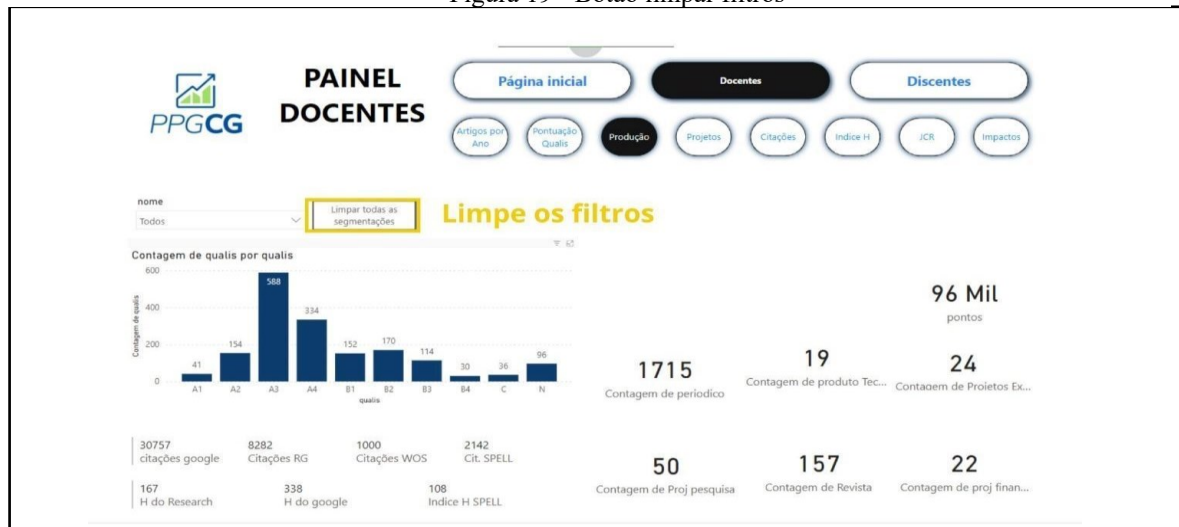 Figura 19 - Botão limpar filtros
PPGCG
PAINEL
DOCENTES
Página inicial
Docentes
Discentes
Artigos por
Ano
Pontuação
Qualis
Produção
Projetos
Citações
Indice H
JCR
Impactos
nome
Todos
Limpar todas as
segmentações
Limpe os filtros
Contagem de qualis por qualis
Contagem de qualis
600
400
200
0
41
154
588
334
152
170
114
30
36
96
A1
A2
A3
A4
B1
B2
B3
B4
C
N
qualis
96 Mil
pontos
1715
Contagem de periodico
19
Contagem de produto Tec...
24
Contagem de Projetos Ex...
30757
citações google
8282
Citações RG
1000
Citações WOS
2142
Cit. SPELL
167
H do Research
338
H do google
108
Indice H SPELL
50
Contagem de Proj pesquisa
157
Contagem de Revista
22
Contagem de proj finan...